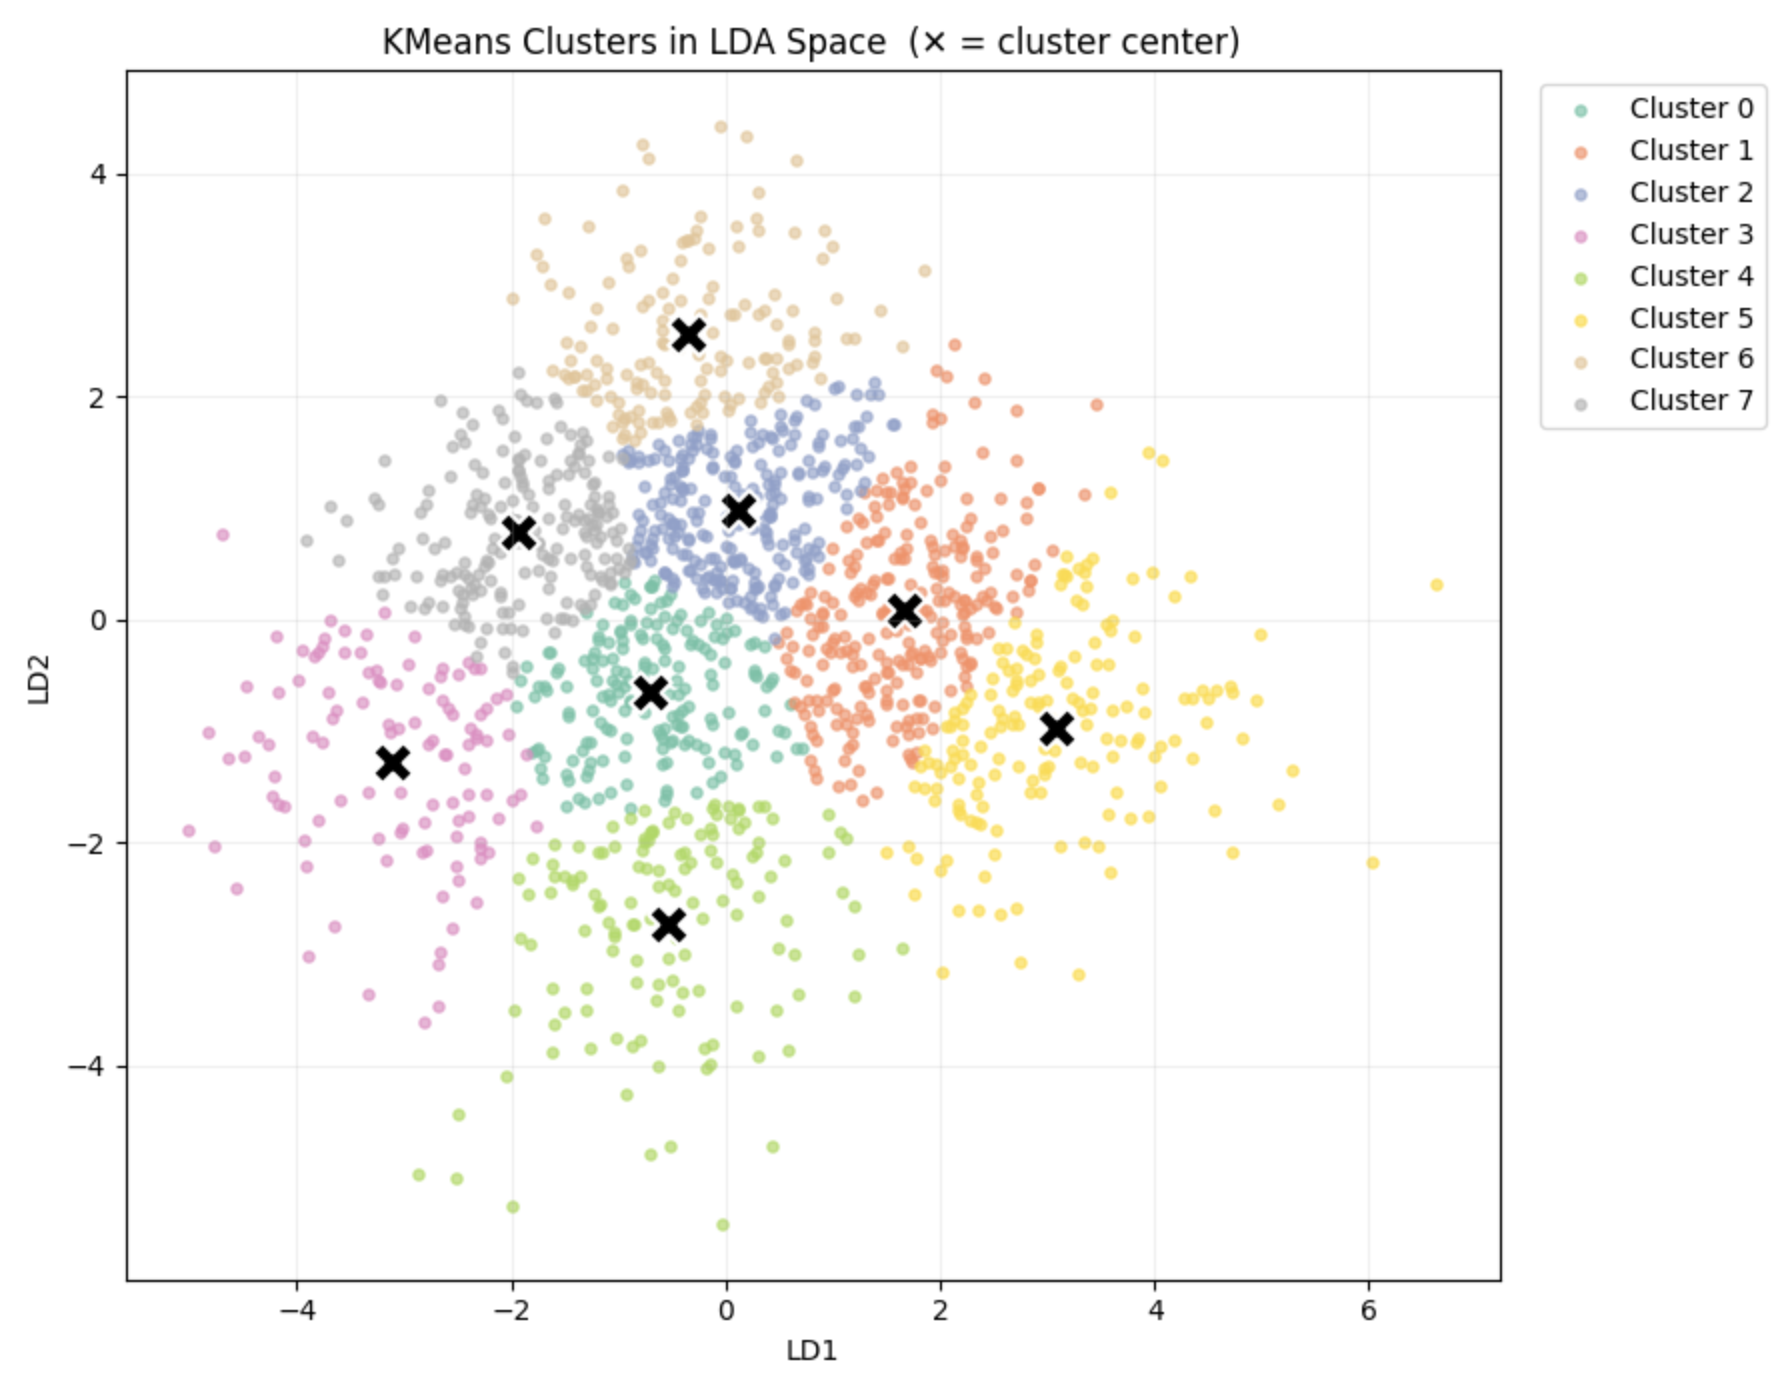 KMeans Clusters in LDA Space (× = cluster center)
Cluster 0
Cluster 1
Cluster 2
Cluster 3
Cluster 4
Cluster 5
Cluster 6
Cluster 7
4
2
0
−2
−4
LD2
−4 −2 0 2 4 6
LD1